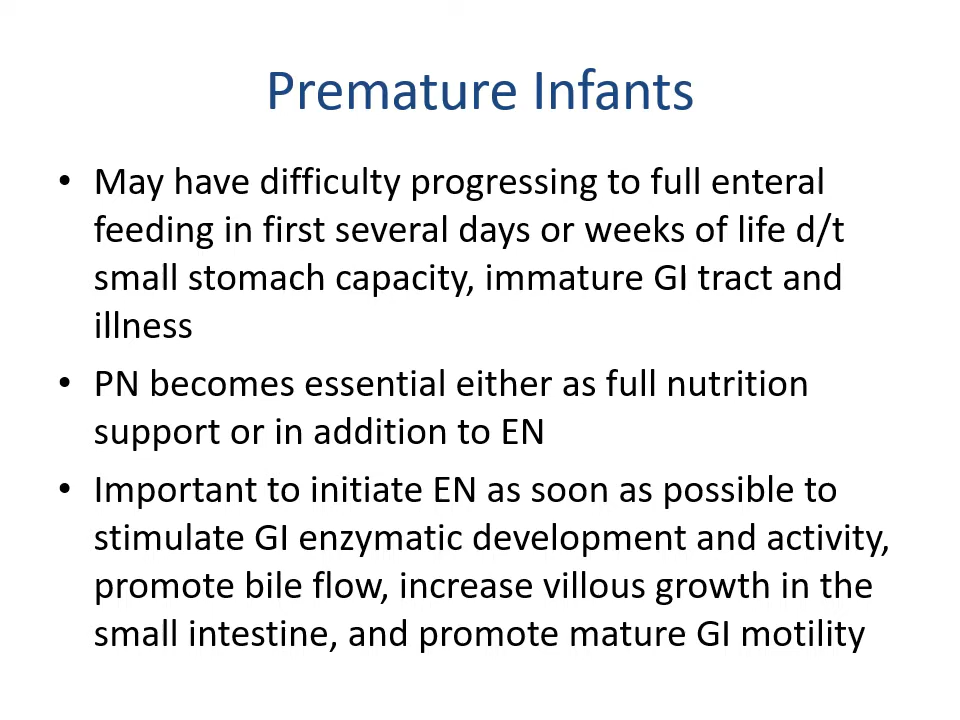 Premature Infants
• May have difficulty progressing to full enteral
feeding in first several days or weeks of life d/t
small stomach capacity, immature GI tract and
illness
• PN becomes essential either as full nutrition
support or in addition to EN
• Important to initiate EN as soon as possible to
stimulate GI enzymatic development and activity,
promote bile flow, increase villous growth in the
small intestine, and promote mature GI motility